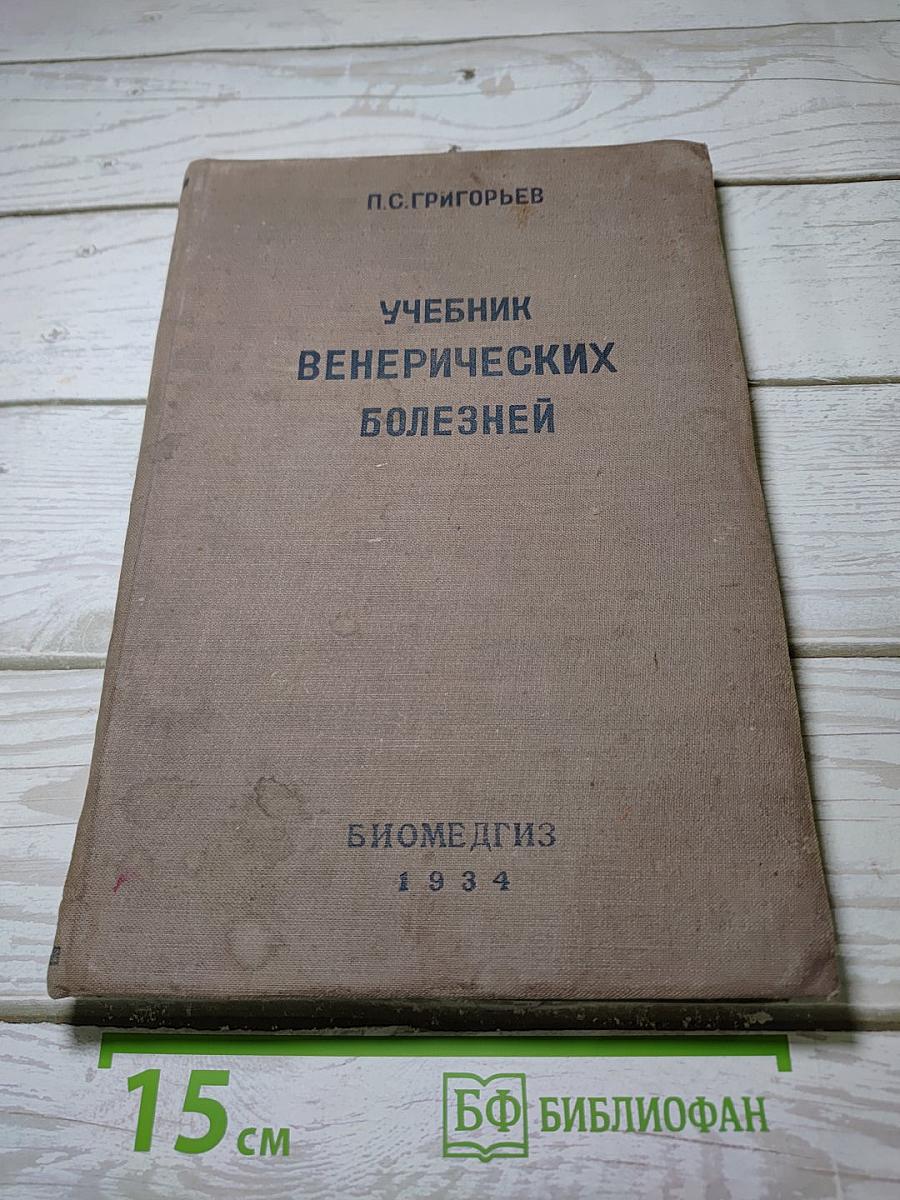 П.С.ГРИГОРЬЕВ
УЧЕБНИК
ВЕНЕРИЧЕСКИХ
БОЛЕЗНЕЙ
БИОМЕДГИЗ
1934
15 см
БФ БИБЛИОФАН